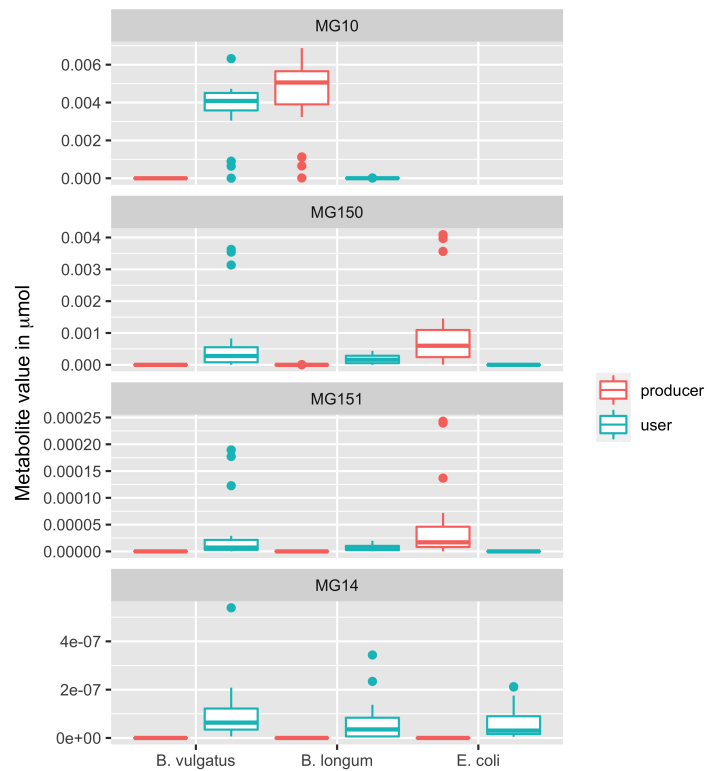 MG10
0.006
0.004
0.002
0.000
MG150
0.004
0.003
0.002
0.001
0.000
MG151
0.00025
0.00020
0.00015
0.00010
0.00005
0.00000
MG14
4e-07
2e-07
0e+00
B. vulgatus B. longum E. coli
Metabolite value in μmol
producer
user